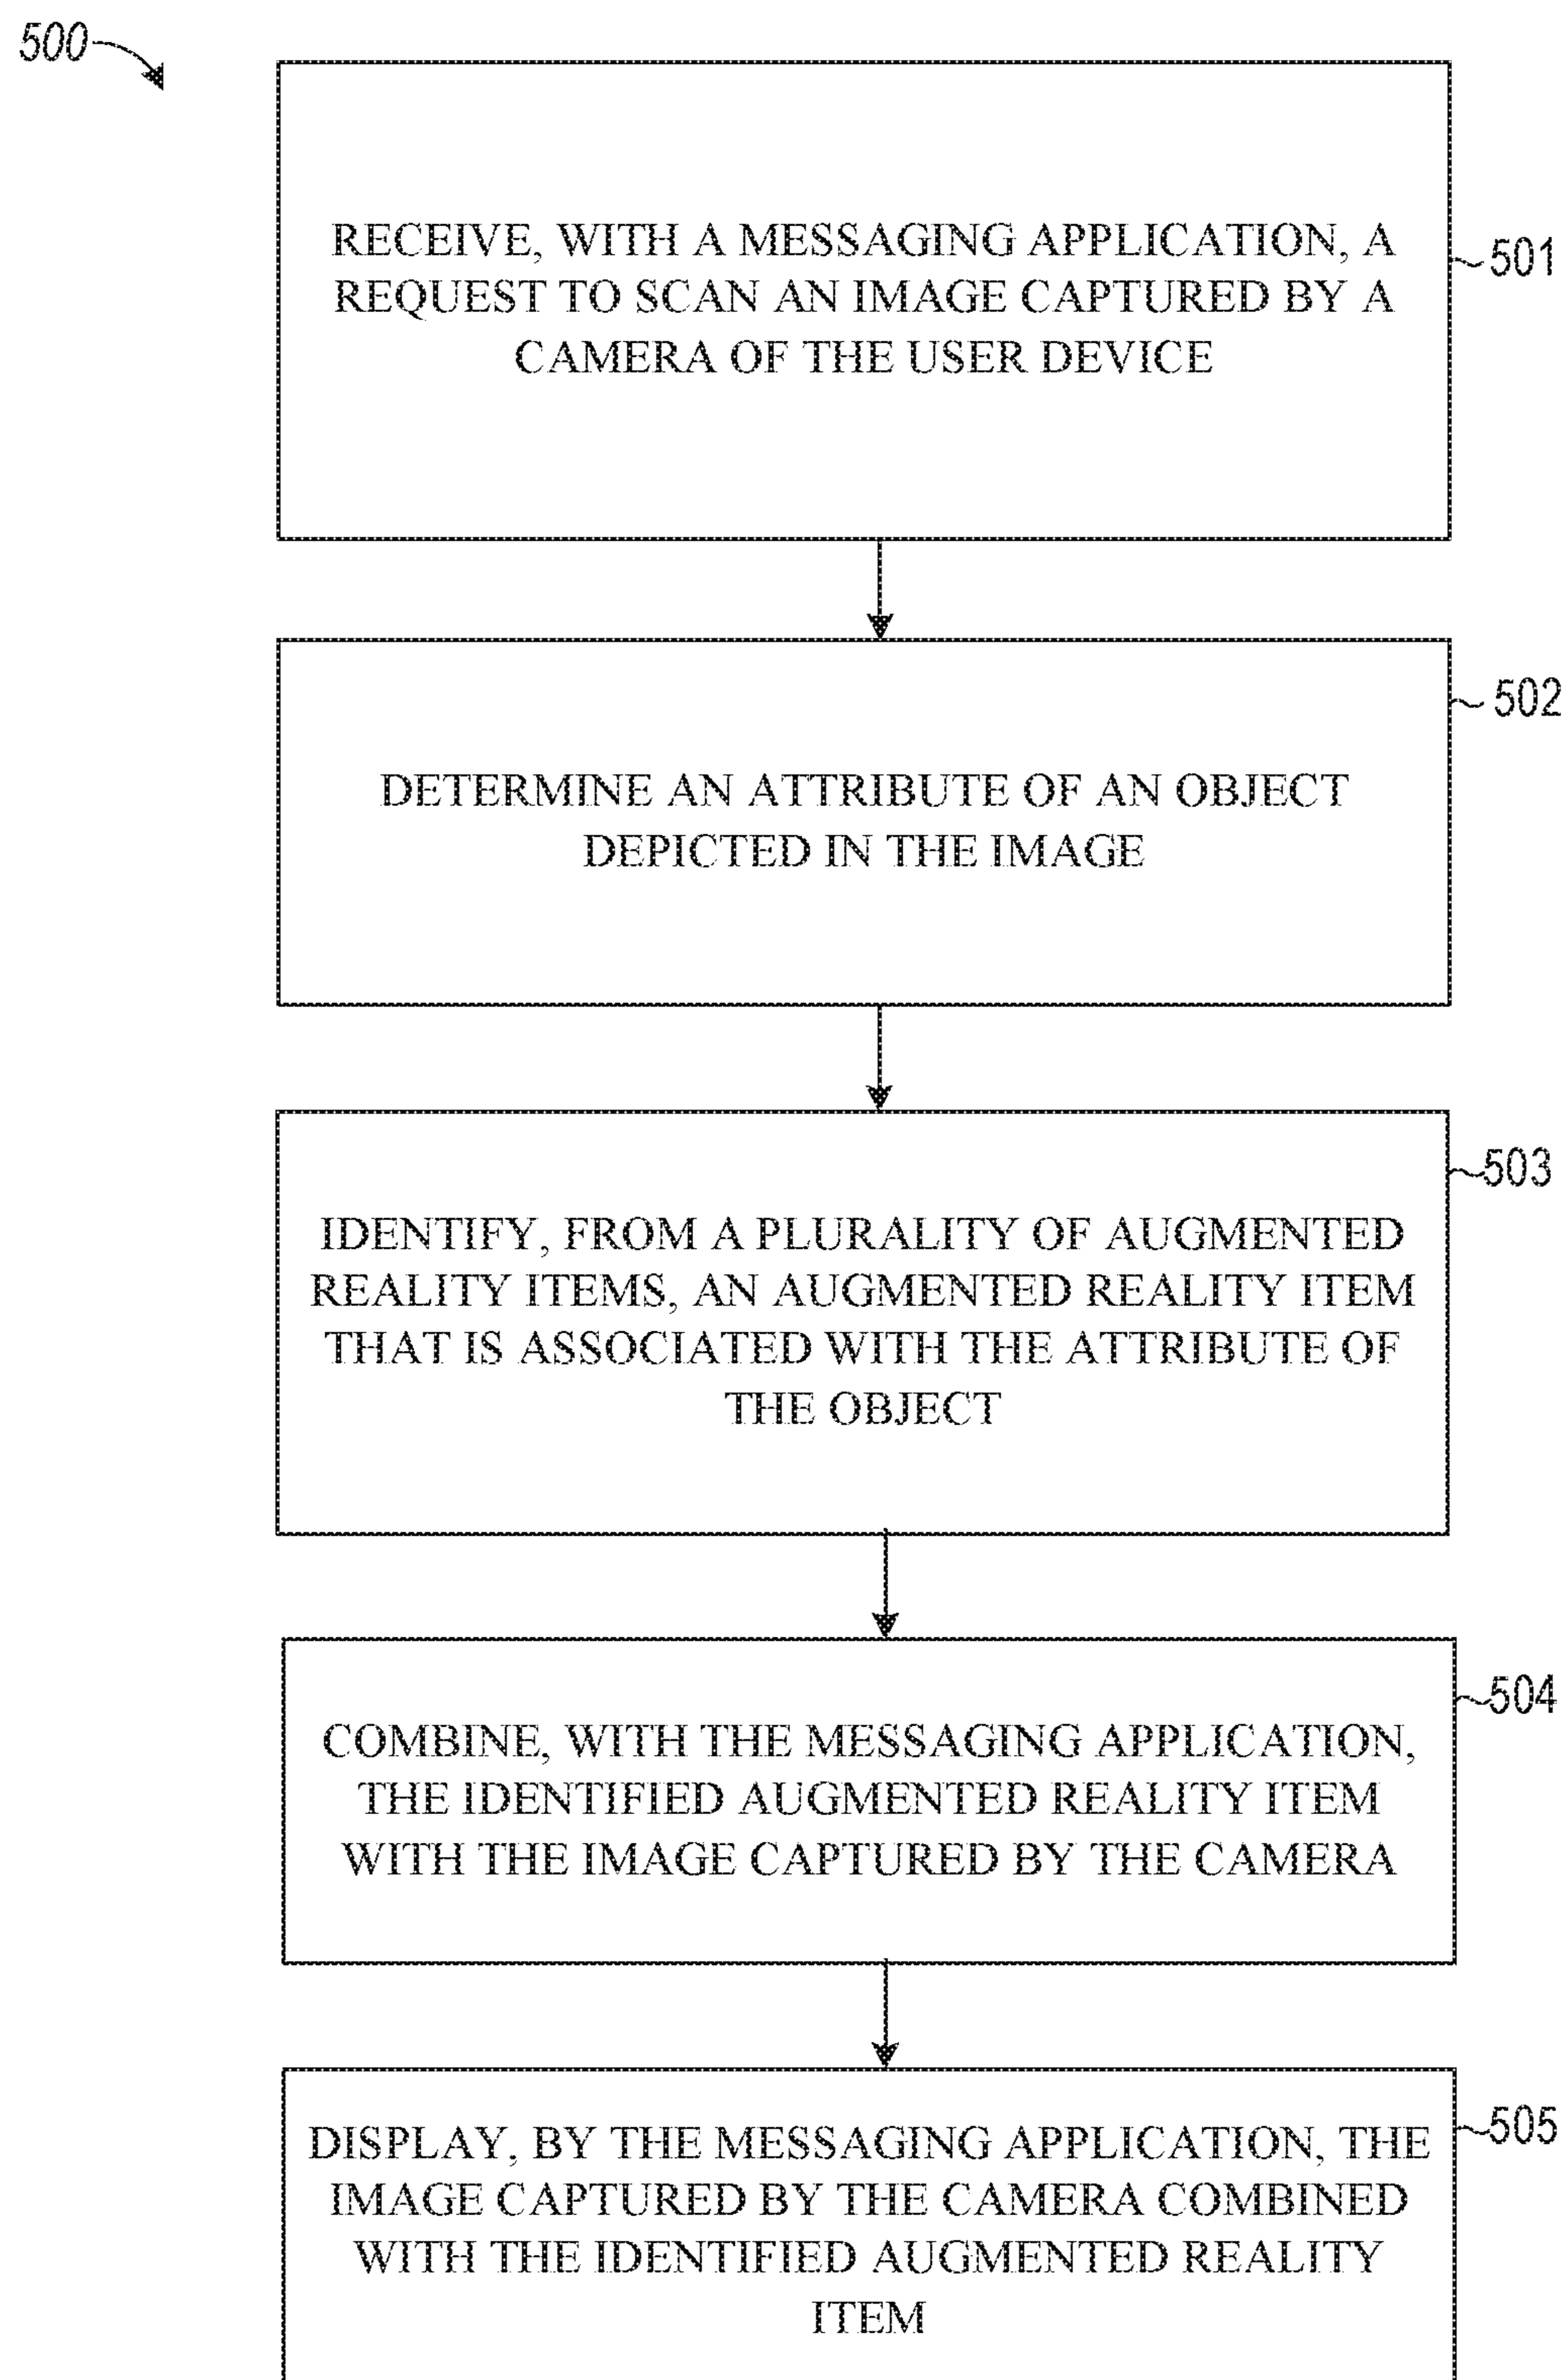 500
RECEIVE, WITH A MESSAGING APPLICATION, A
REQUEST TO SCAN AN IMAGE CAPTURED BY A
CAMERA OF THE USER DEVICE
501
DETERMINE AN ATTRIBUTE OF AN OBJECT
DEPICTED IN THE IMAGE
502
IDENTIFY, FROM A PLURALITY OF AUGMENTED
REALITY ITEMS, AN AUGMENTED REALITY ITEM
THAT IS ASSOCIATED WITH THE ATTRIBUTE OF
THE OBJECT
503
COMBINE, WITH THE MESSAGING APPLICATION,
THE IDENTIFIED AUGMENTED REALITY ITEM
WITH THE IMAGE CAPTURED BY THE CAMERA
504
DISPLAY, BY THE MESSAGING APPLICATION, THE
IMAGE CAPTURED BY THE CAMERA COMBINED
WITH THE IDENTIFIED AUGMENTED REALITY
ITEM
505